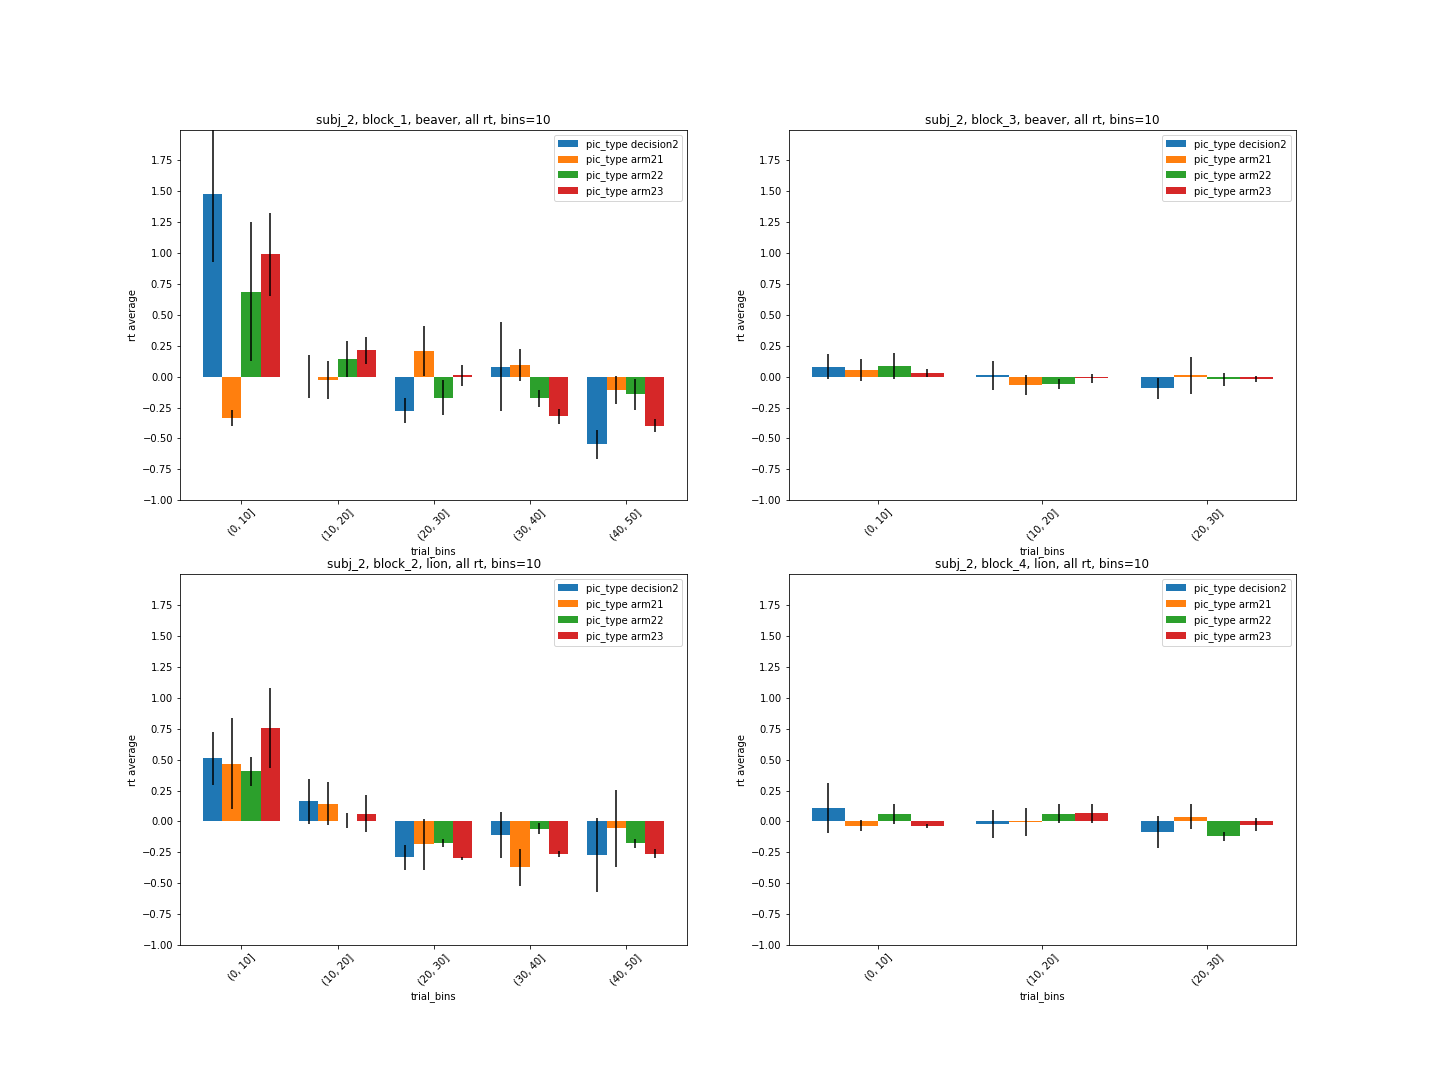 subj_2, block_1, beaver, all rt, bins=10
pic_type decision2
pic_type arm21
pic_type arm22
pic_type arm23
rt average
1.75
1.50
1.25
1.00
0.75
0.50
0.25
0.00
−0.25
−0.50
−0.75
−1.00
(0, 10]
(10, 20]
(20, 30]
(30, 40]
(40, 50]
trial_bins
subj_2, block_3, beaver, all rt, bins=10
pic_type decision2
pic_type arm21
pic_type arm22
pic_type arm23
rt average
1.75
1.50
1.25
1.00
0.75
0.50
0.25
0.00
−0.25
−0.50
−0.75
−1.00
(0, 10]
(10, 20]
(20, 30]
trial_bins
subj_2, block_2, lion, all rt, bins=10
pic_type decision2
pic_type arm21
pic_type arm22
pic_type arm23
rt average
1.75
1.50
1.25
1.00
0.75
0.50
0.25
0.00
−0.25
−0.50
−0.75
−1.00
(0, 10]
(10, 20]
(20, 30]
(30, 40]
(40, 50]
trial_bins
subj_2, block_4, lion, all rt, bins=10
pic_type decision2
pic_type arm21
pic_type arm22
pic_type arm23
rt average
1.75
1.50
1.25
1.00
0.75
0.50
0.25
0.00
−0.25
−0.50
−0.75
−1.00
(0, 10]
(10, 20]
(20, 30]
trial_bins